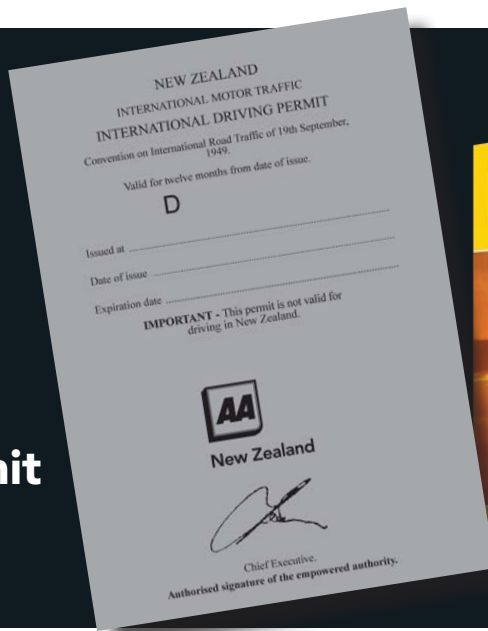 NEW ZEALAND
INTERNATIONAL MOTOR TRAFFIC
INTERNATIONAL DRIVING PERMIT
Convention on International Road Traffic of 19th September,
1949.
Valid for twelve months from date of issue.
D
Issued at
Date of issue
Expiration date
IMPORTANT - This permit is not valid for
driving in New Zealand.
AA
New Zealand
Chief Executive.
Authorised signature of the empowered authority.